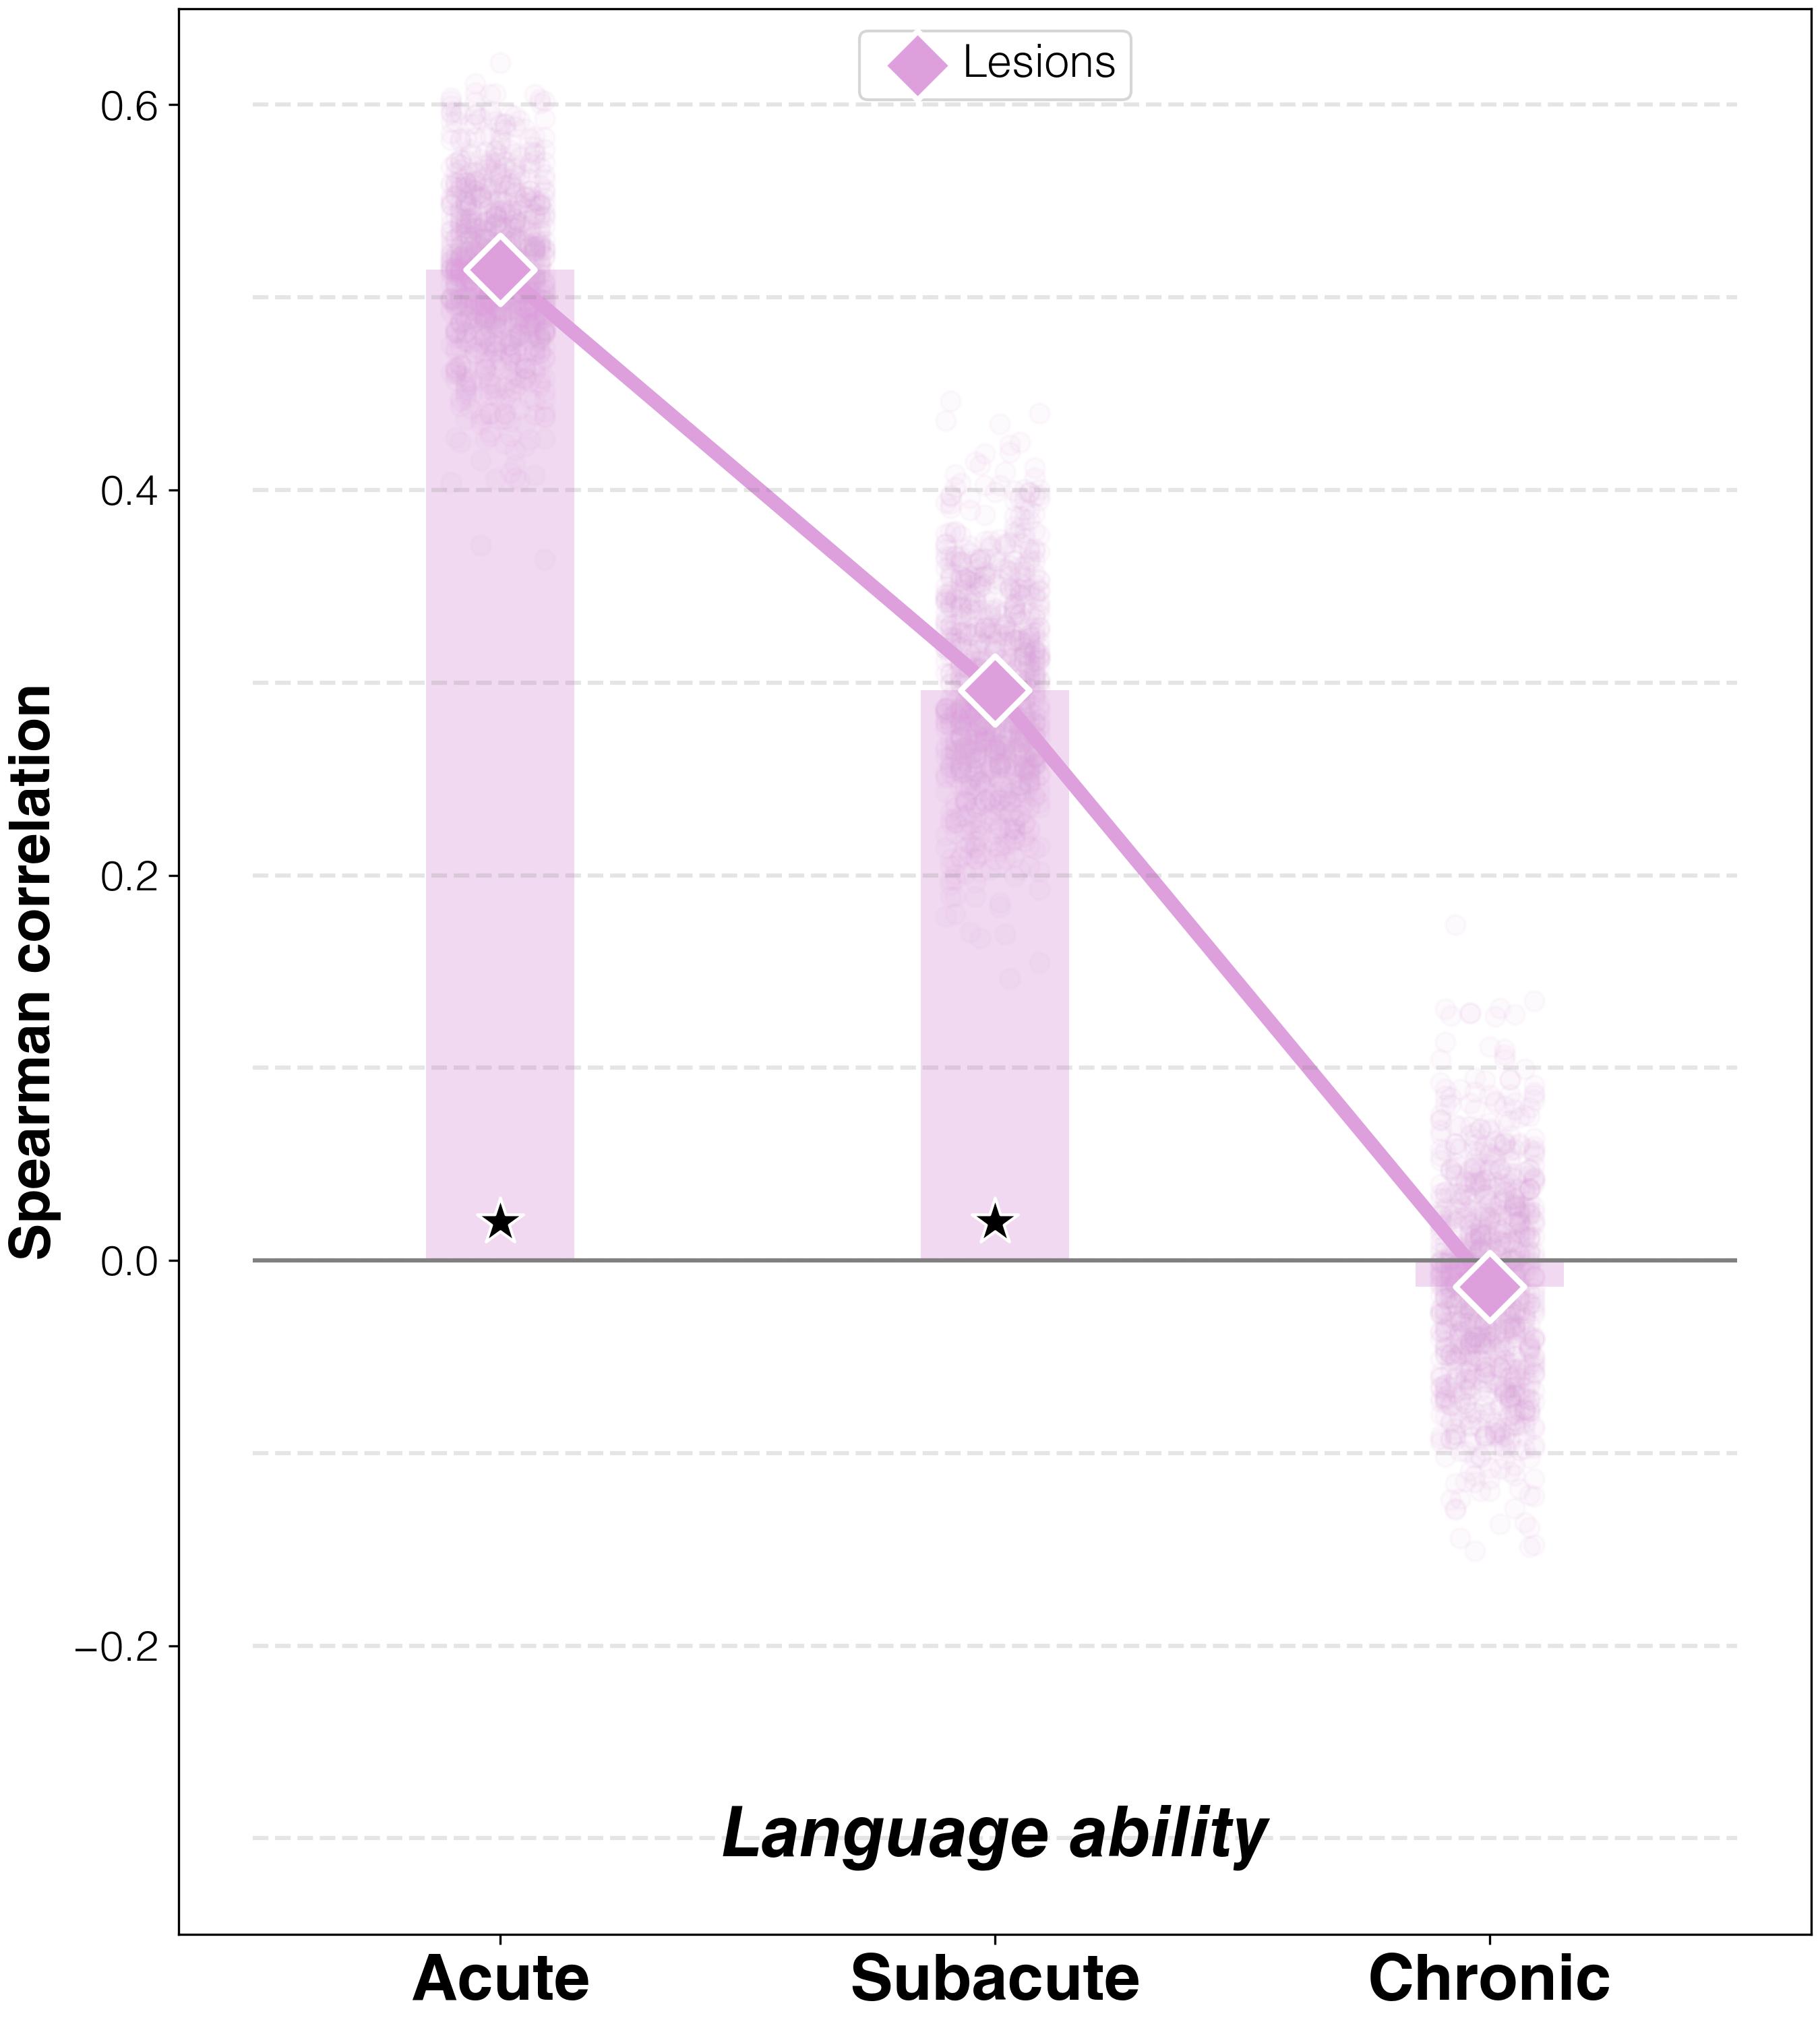 Lesions
0.6
0.4
0.2
0.0
−0.2
Spearman correlation
Language ability
Acute
Subacute
Chronic